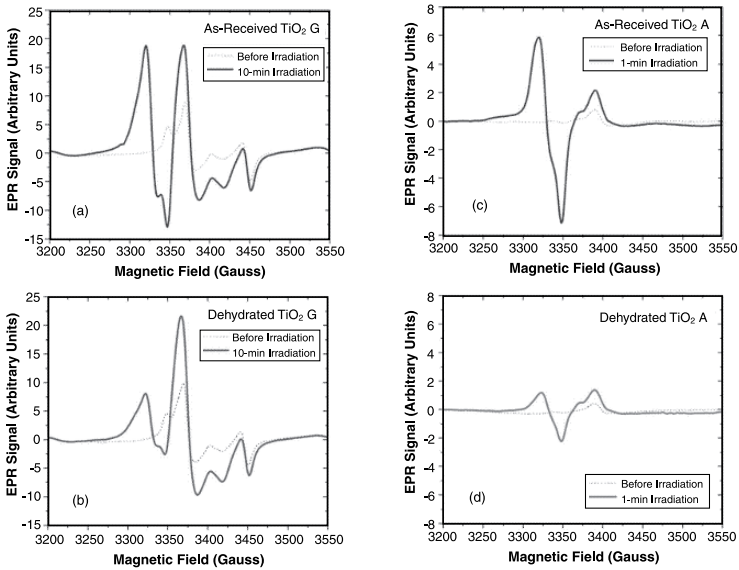 As-Received TiO2 G
Before Irradiation
10-min Irradiation
EPR Signal (Arbitrary Units)
25
20
15
10
5
0
-5
-10
-15
(a)
3200 3250 3300 3350 3400 3450 3500 3550
Magnetic Field (Gauss)
As-Received TiO2 A
Before Irradiation
1-min Irradiation
EPR Signal (Arbitrary Units)
8
6
4
2
0
-2
-4
-6
-8
(c)
3200 3250 3300 3350 3400 3450 3500 3550
Magnetic Field (Gauss)
Dehydrated TiO2 G
Before Irradiation
10-min Irradiation
EPR Signal (Arbitrary Units)
25
20
15
10
5
0
-5
-10
-15
(b)
3200 3250 3300 3350 3400 3450 3500 3550
Magnetic Field (Gauss)
Dehydrated TiO2 A
EPR Signal (Arbitrary Units)
8
6
4
2
0
-2
-4
-6
-8
(d)
Before Irradiation
1-min Irradiation
3200 3250 3300 3350 3400 3450 3500 3550
Magnetic Field (Gauss)